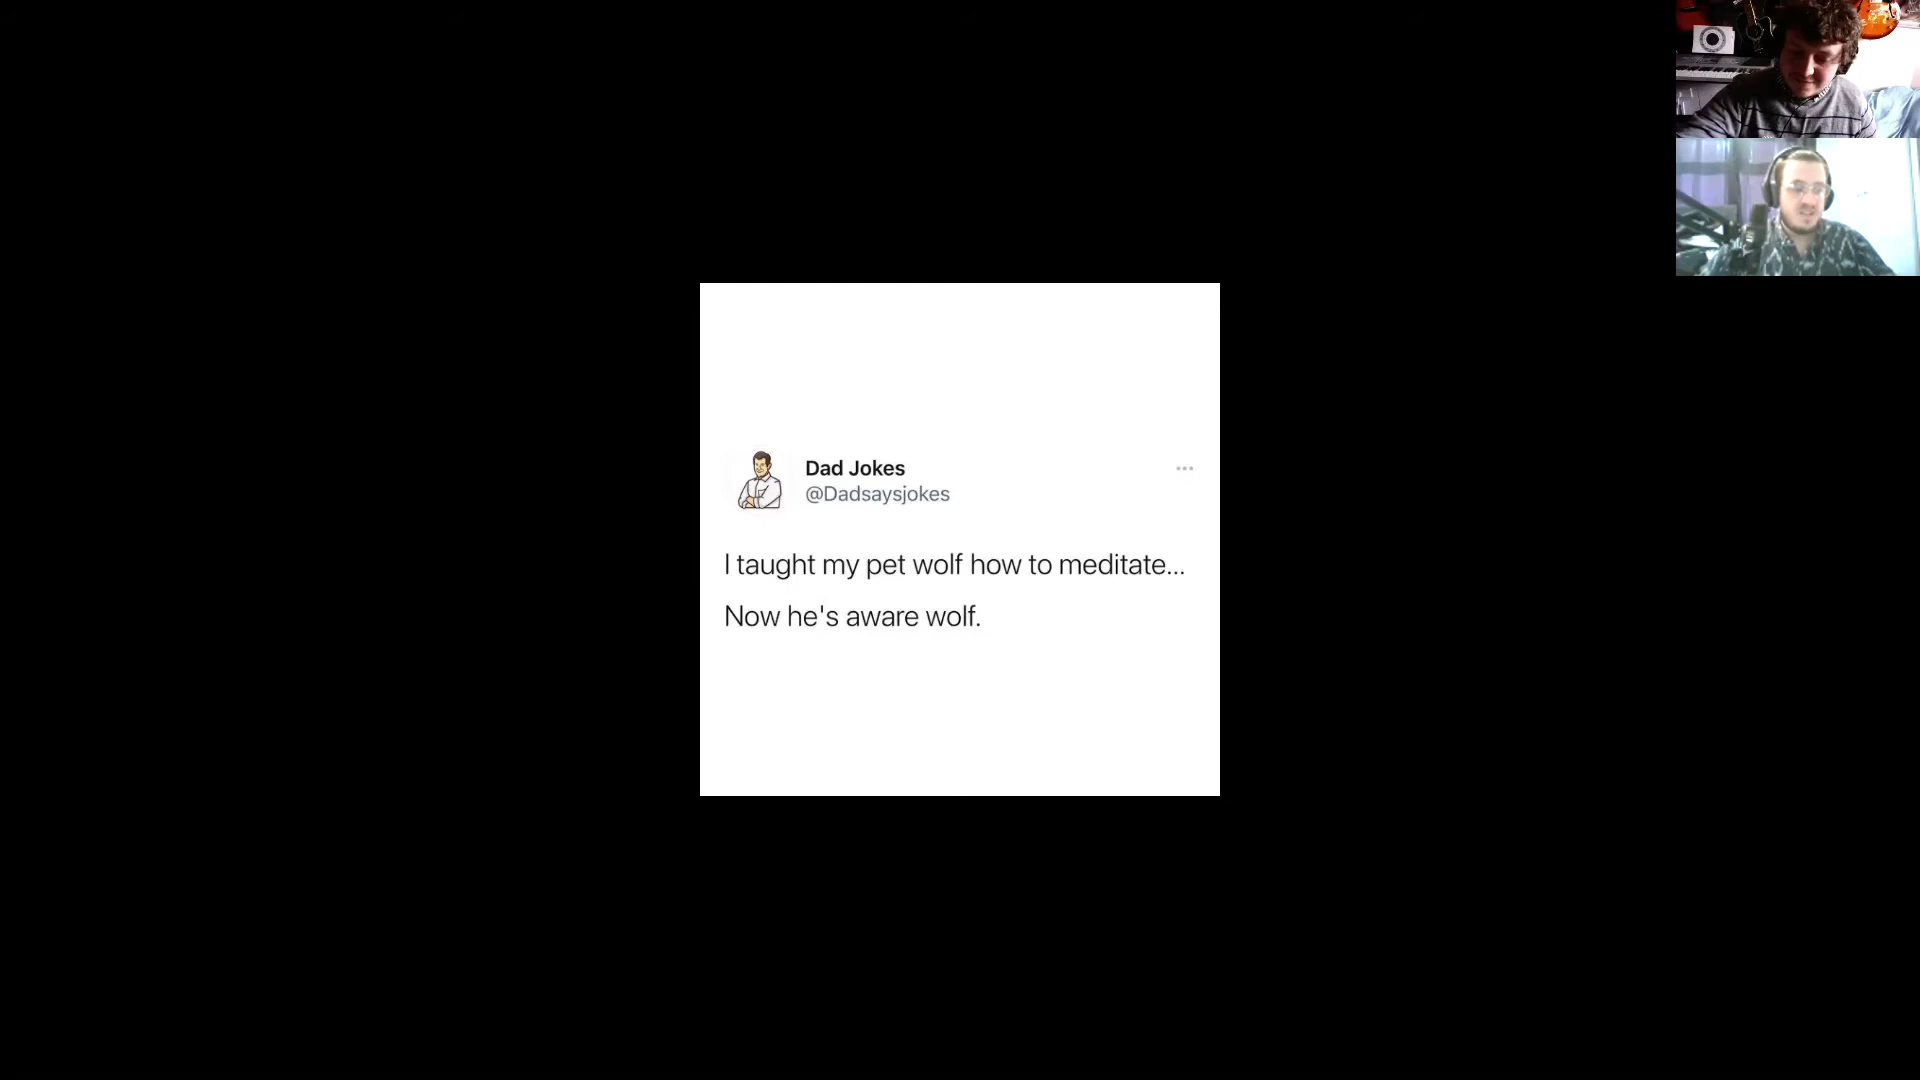 Dad Jokes
@Dadsaysjokes
I taught my pet wolf how to meditate...
Now he's aware wolf.